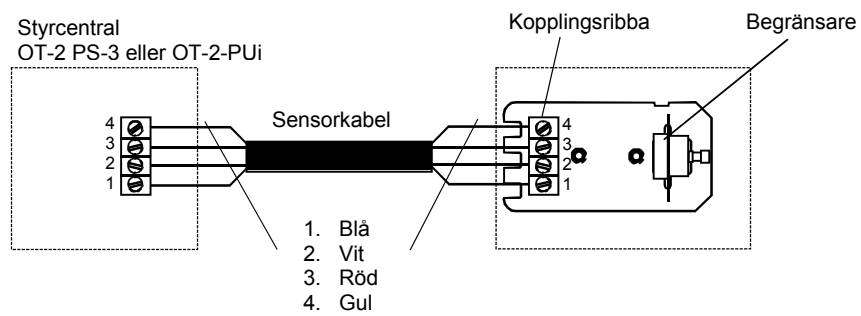 Styrcentral
OT-2 PS-3 eller OT-2-PUi
Kopplingsribba
Begränsare
Sensorkabel
4
3
2
1
4
3
2
1
1. Blå
2. Vit
3. Röd
4. Gul